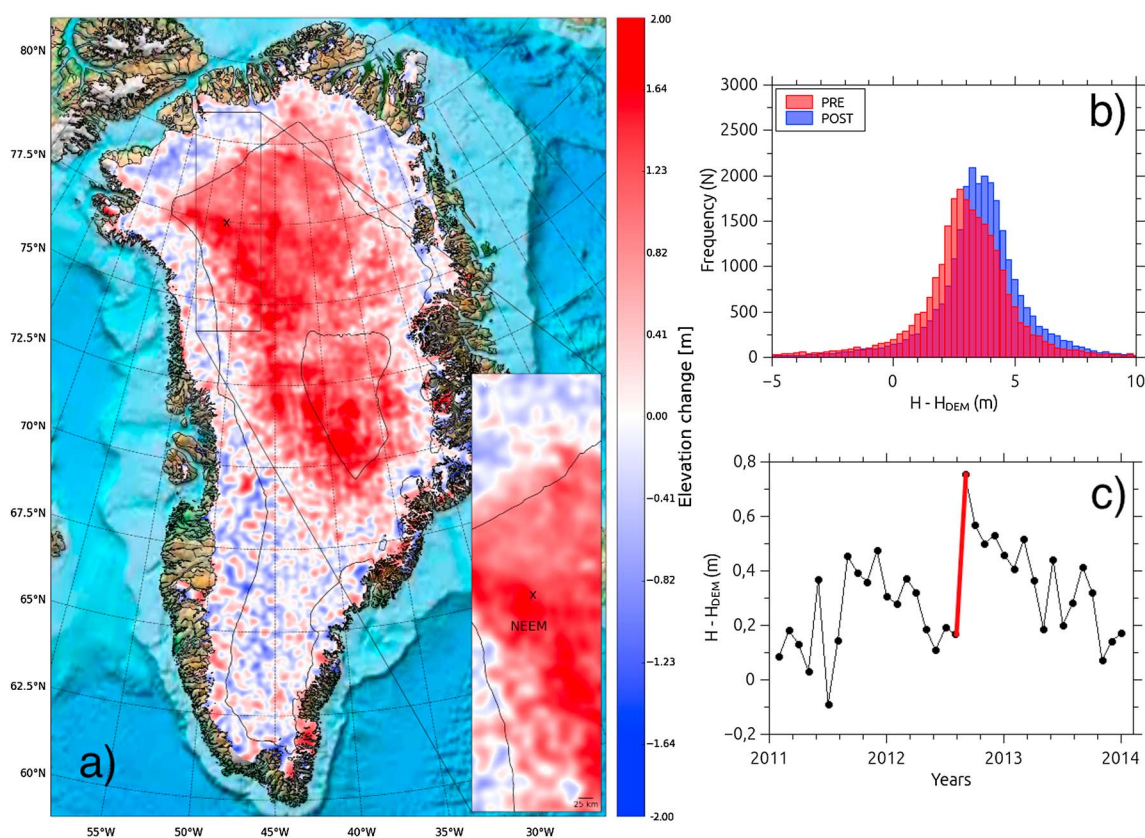 80°N
77.5°N
75°N
72.5°N
70°N
67.5°N
65°N
62.5°N
60°N
55°W
50°W
45°W
40°W
35°W
30°W
a)
NEEM
25 km
2.00
1.64
1.23
0.82
0.41
0.00
−0.41
−0.82
−1.23
−1.64
−2.00
Elevation change [m]
b)
PRE
POST
3000
2500
2000
1500
1000
500
0
Frequency (N)
−5
0
5
10
H - HDEM (m)
c)
0,8
0,6
0,4
0,2
0
−0,2
H - HDEM (m)
2011
2012
2013
2014
Years